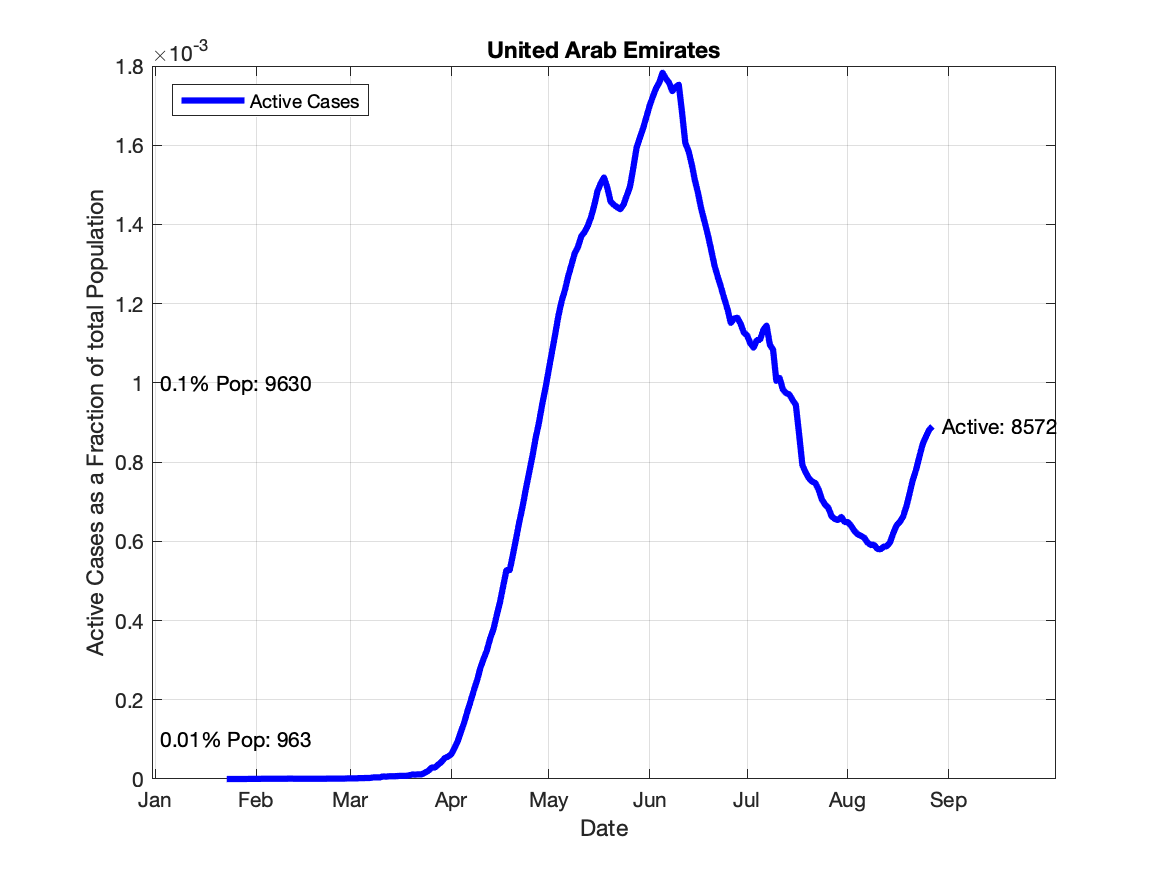 United Arab Emirates
×10-3
Active Cases
1.8
1.6
1.4
1.2
1
0.8
0.6
0.4
0.2
0
Active Cases as a Fraction of total Population
0.1% Pop: 9630
Active: 8572
0.01% Pop: 963
Jan Feb Mar Apr May Jun Jul Aug Sep
Date